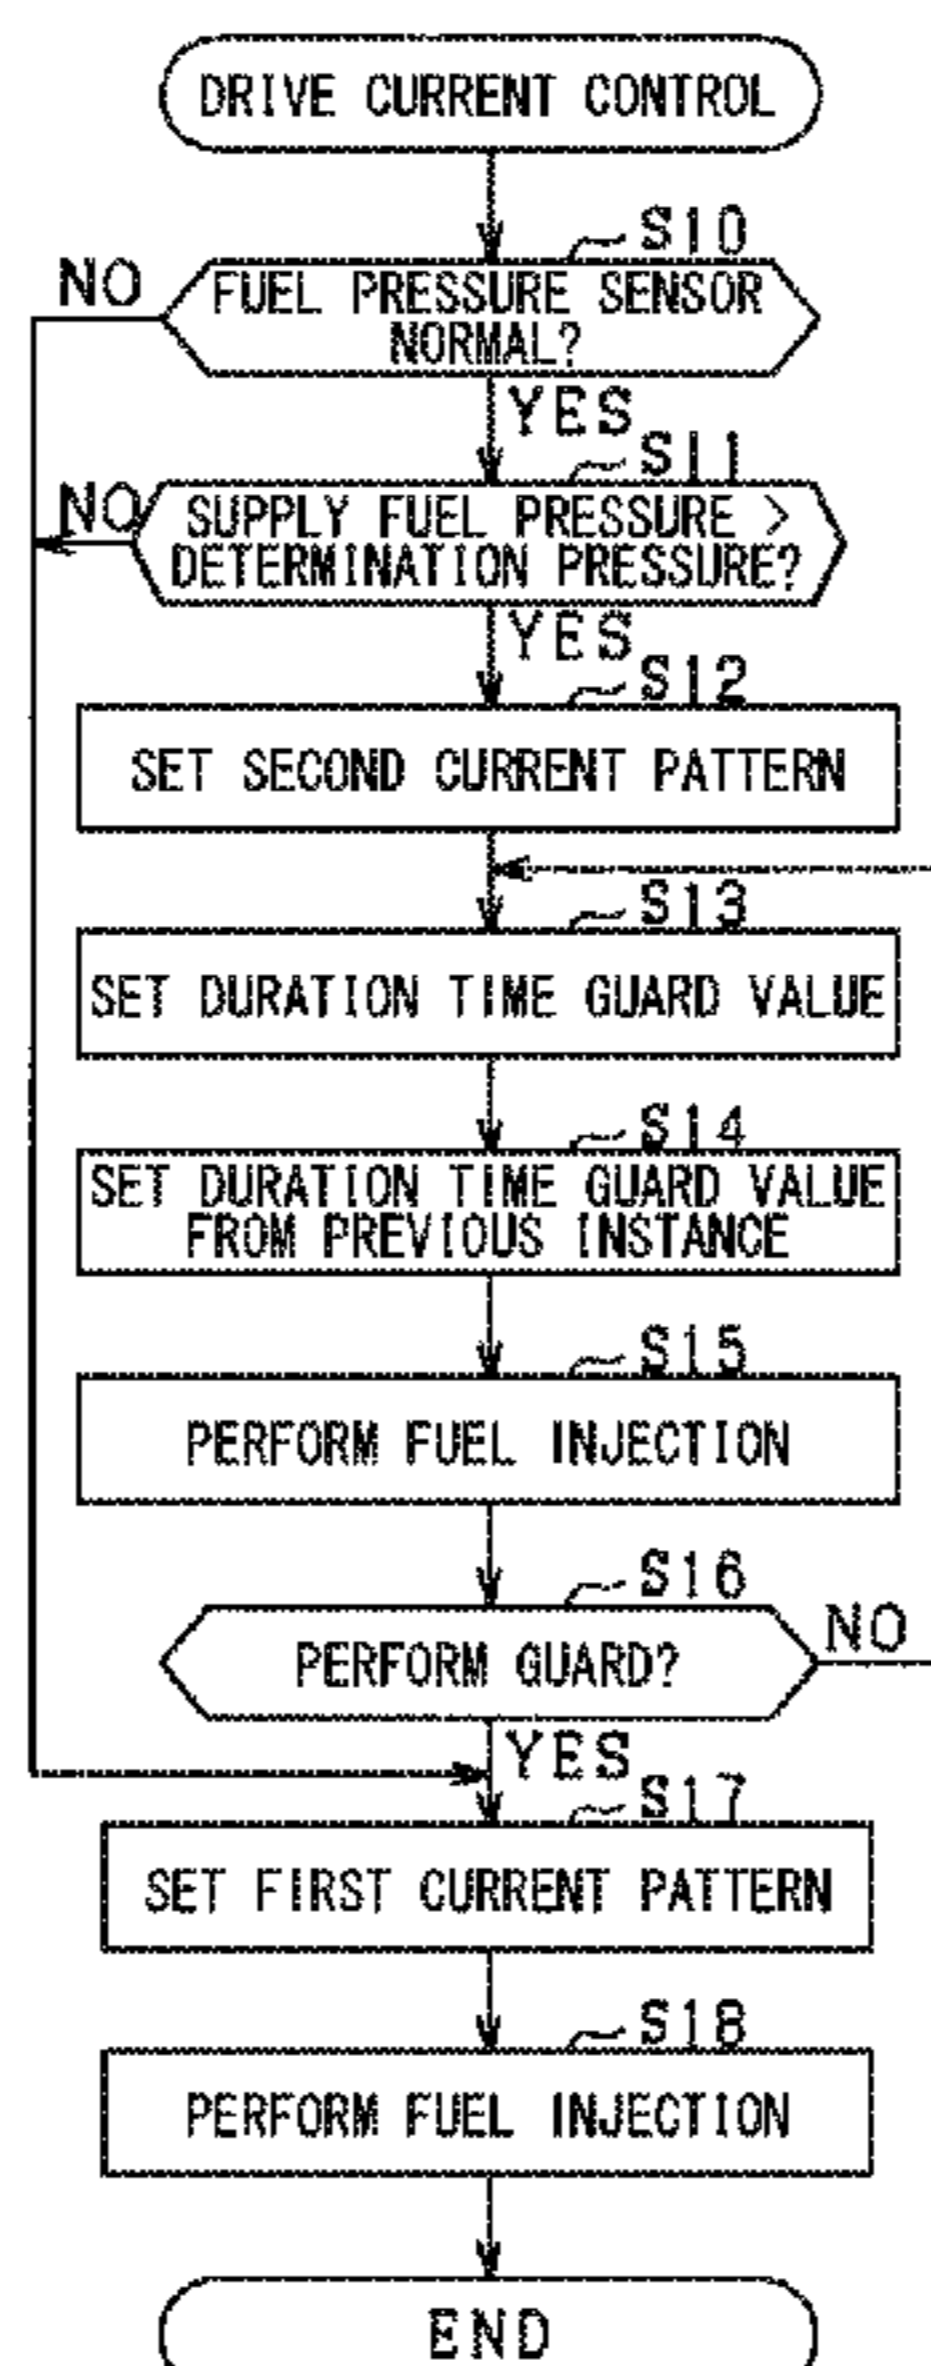 DRIVE CURRENT CONTROL
S10
NO
FUEL PRESSURE SENSOR
NORMAL?
YES
S11
NO
SUPPLY FUEL PRESSURE >
DETERMINATION PRESSURE?
YES
S12
SET SECOND CURRENT PATTERN
S13
SET DURATION TIME GUARD VALUE
S14
SET DURATION TIME GUARD VALUE
FROM PREVIOUS INSTANCE
S15
PERFORM FUEL INJECTION
S16
NO
PERFORM GUARD?
YES
S17
SET FIRST CURRENT PATTERN
S18
PERFORM FUEL INJECTION
END